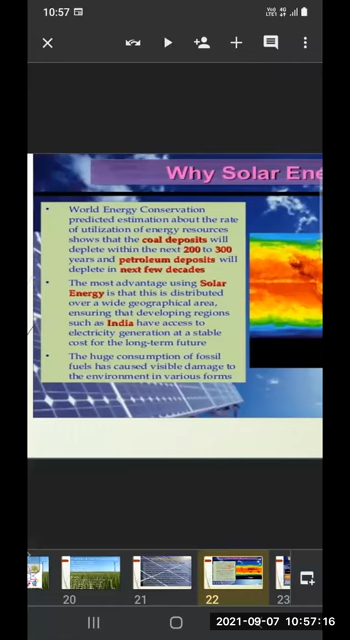 10:57
Vo) 4G
LTE1
Why Solar Ene
• World Energy Conservation
predicted estimation about the rate
of utilization of energy resources
shows that the coal deposits will
deplete within the next 200 to 300
years and petroleum deposits will
deplete in next few decades
• The most advantage using Solar
Energy is that this is distributed
over a wide geographical area,
ensuring that developing regions
such as India have access to
electricity generation at a stable
cost for the long-term future
• The huge consumption of fossil
fuels has caused visible damage to
the environment in various forms
20
21
22
23
2021-09-07 10:57:16